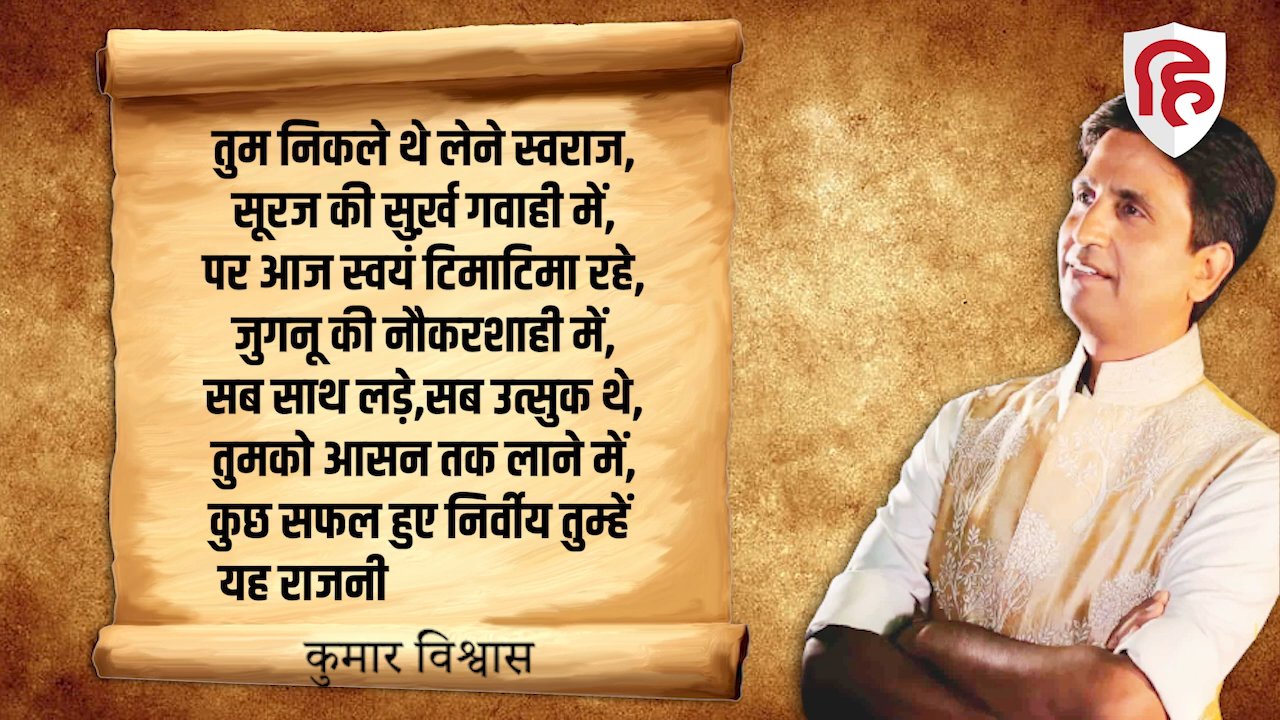 तुम निकले थे लेने स्वराज,
सूरज की सुर्ख़ गवाही में,
पर आज स्वयं टिमाटिमा रहे,
जुगनू की नौकरशाही में,
सब साथ लड़े,सब उत्सुक थे,
तुमको आसन तक लाने में,
कुछ सफल हुए निर्वीय तुम्हें
यह राजनी
कुमार विश्वास
हि